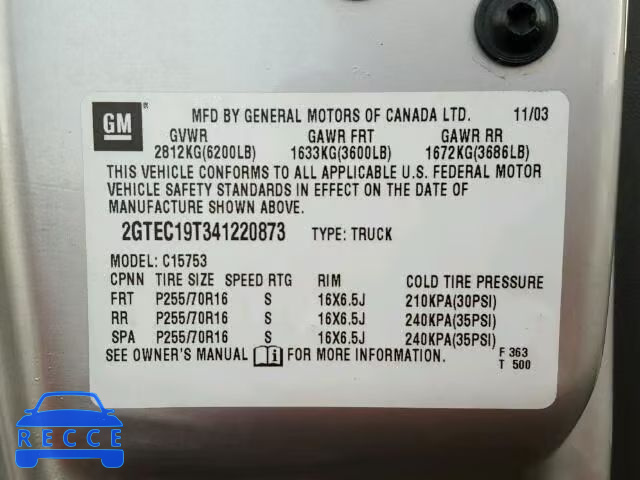 GM
MFD BY GENERAL MOTORS OF CANADA LTD. 11/03
GVWR GAWR FRT GAWR RR
2812KG(6200LB) 1633KG(3600LB) 1672KG(3686LB)
THIS VEHICLE CONFORMS TO ALL APPLICABLE U.S. FEDERAL MOTOR
VEHICLE SAFETY STANDARDS IN EFFECT ON THE DATE OF
MANUFACTURE SHOWN ABOVE.
2GTEC19T341220873 TYPE: TRUCK
MODEL: C15753
CPNN TIRE SIZE SPEED RTG RIM COLD TIRE PRESSURE
FRT P255/70R16 S 16X6.5J 210KPA(30PSI)
RR P255/70R16 S 16X6.5J 240KPA(35PSI)
SPA P255/70R16 S 16X6.5J 240KPA(35PSI)
SEE OWNER'S MANUAL FOR MORE INFORMATION.
F 363
T 500
RECCE